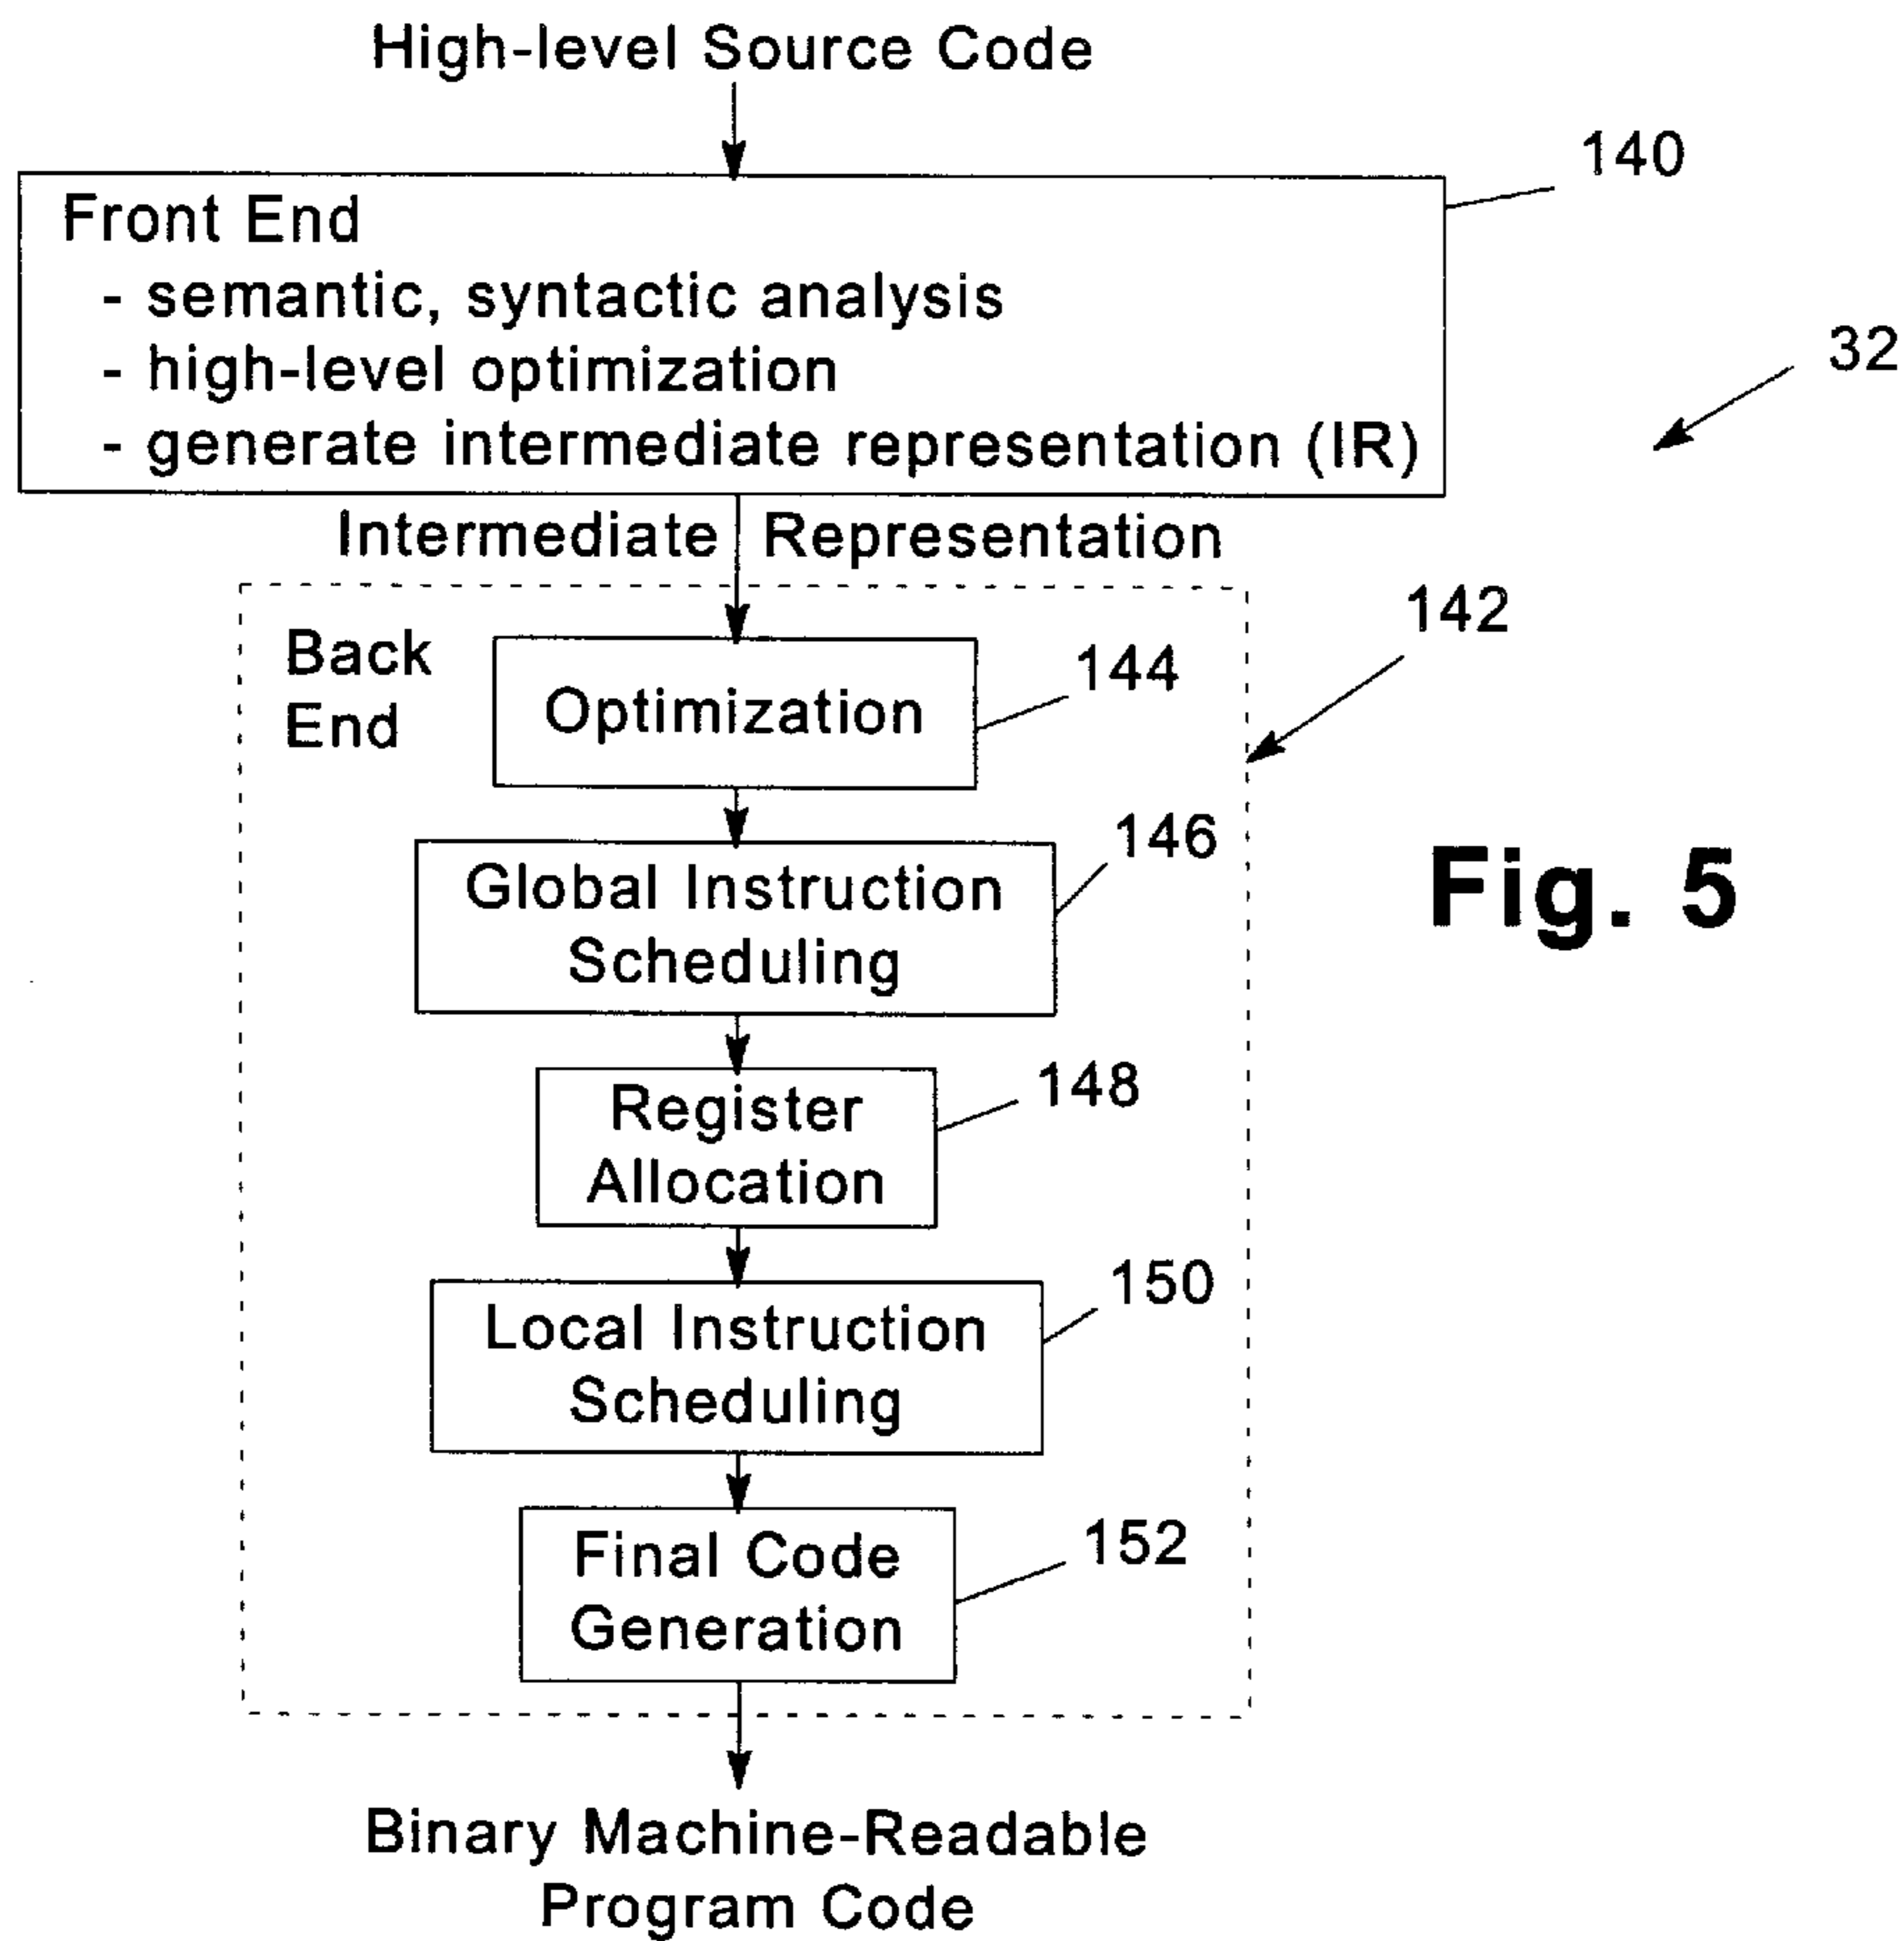 High-level Source Code
140
Front End
- semantic, syntactic analysis
- high-level optimization
- generate intermediate representation (IR)
32
Intermediate Representation
142
Back
End
Optimization
144
146
Global Instruction
Scheduling
Fig. 5
148
Register
Allocation
150
Local Instruction
Scheduling
152
Final Code
Generation
Binary Machine-Readable
Program Code